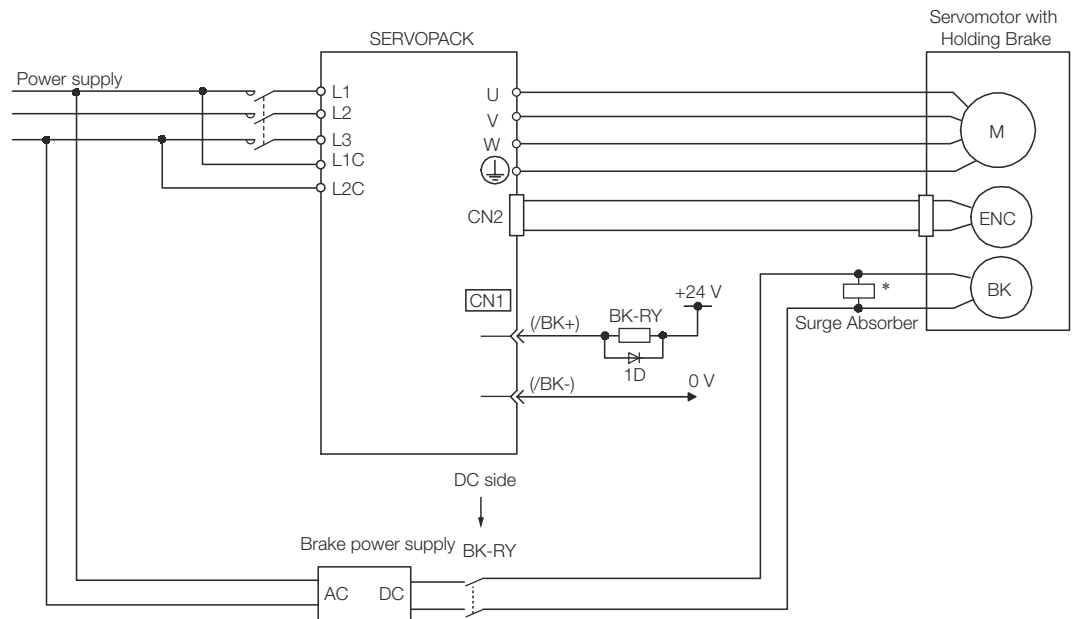 Servomotor with
Holding Brake
SERVOPACK
Power supply
L1
U
L2
V
M
L3
W
L1C
L2C
CN2
ENC
CN1
+24 V
*
BK
(/BK+)
BK-RY
Surge Absorber
1D
(/BK-)
0 V
DC side
Brake power supply
BK-RY
AC
DC